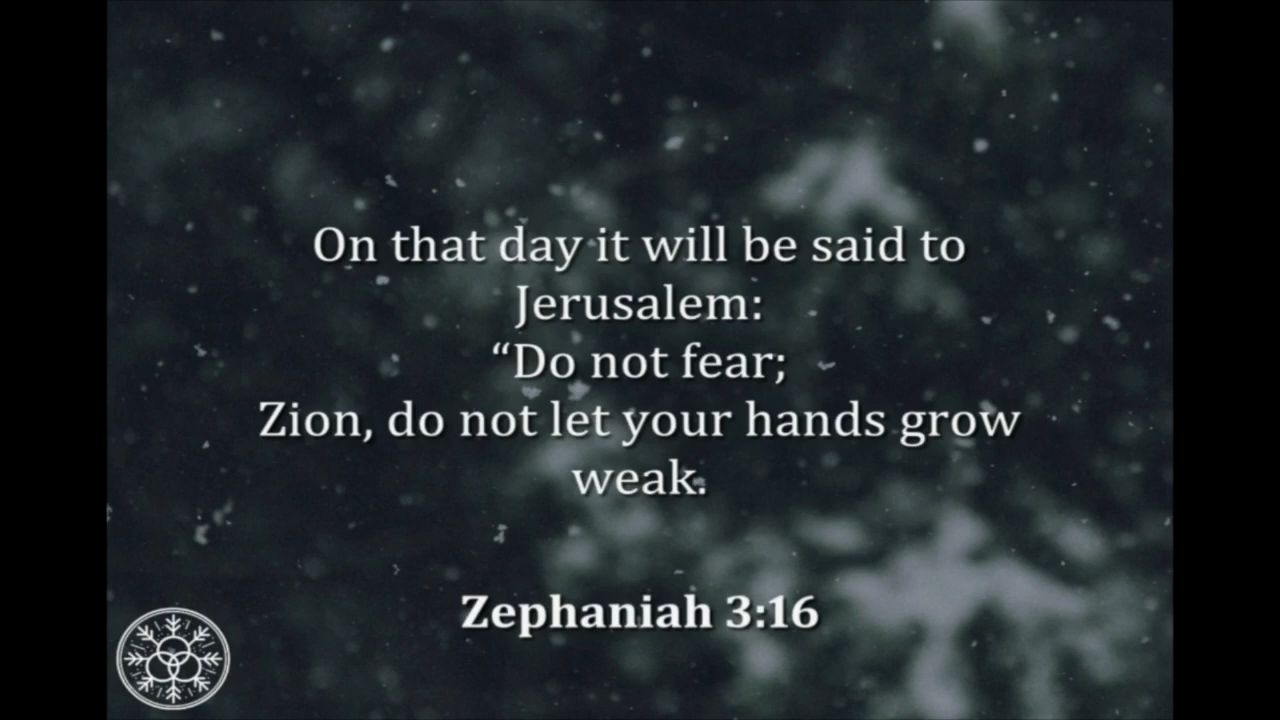 On that day it will be said to
Jerusalem:
“Do not fear;
Zion, do not let your hands grow
weak.
Zephaniah 3:16